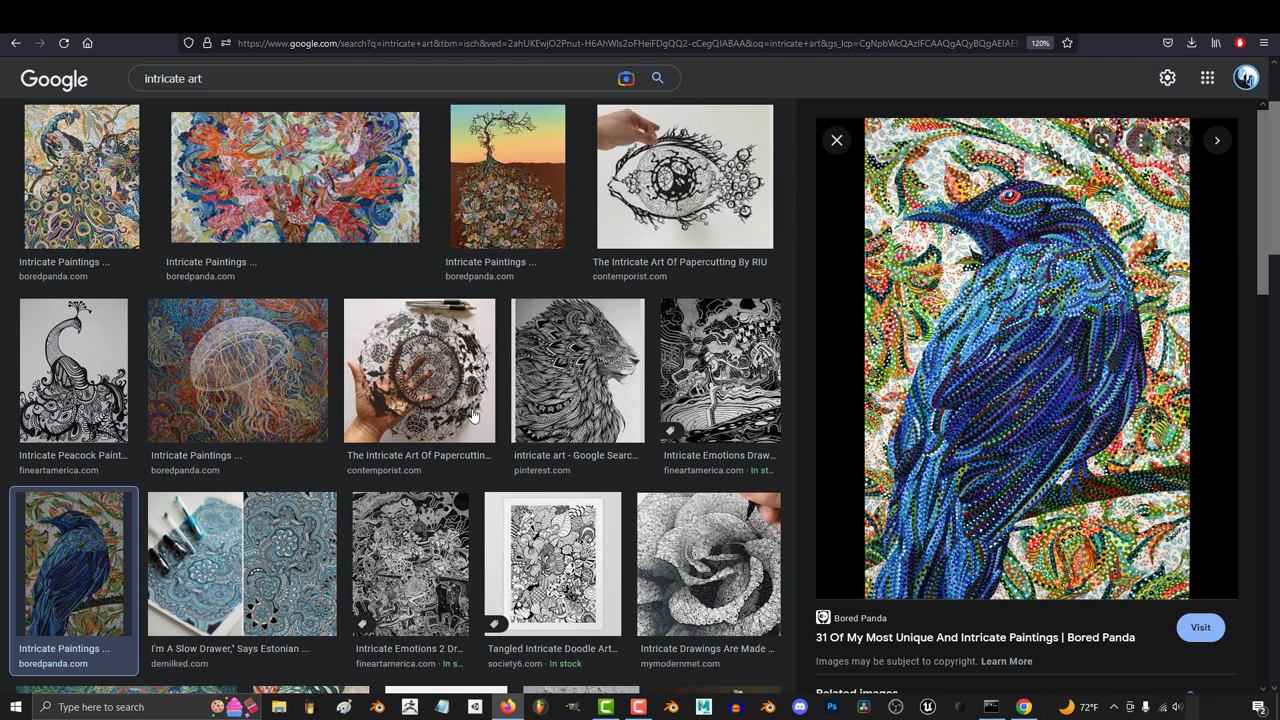 https://www.google.com/search?q=intricate+art&tbm=isch&ved=2ahUKEwjO2Pnut-H6AhWls2oFHeiFDgQQ2-cCegQIABAA&oq=intricate+art&gs_lcp=CgNpbWcQAzIFCAAQgAQyBQgAEIAEM
120%
Google
intricate art
Intricate Paintings ...
boredpanda.com
Intricate Paintings ...
boredpanda.com
Intricate Paintings ...
boredpanda.com
The Intricate Art Of Papercutting By RIU
contemporist.com
Intricate Peacock Paint...
fineartamerica.com
Intricate Paintings ...
boredpanda.com
The Intricate Art Of Papercuttin...
contemporist.com
intricate art - Google Searc...
pinterest.com
Intricate Emotions Draw...
fineartamerica.com · In st...
Intricate Paintings ...
boredpanda.com
I'm A Slow Drawer," Says Estonian ...
demilked.com
Intricate Emotions 2 Dr...
fineartamerica.com · In s...
Tangled Intricate Doodle Art...
society6.com · In stock
Intricate Drawings Are Made ...
mymodernmet.com
Bored Panda
31 Of My Most Unique And Intricate Paintings | Bored Panda
Visit
Images may be subject to copyright. Learn More
Related images
Type here to search
72°F